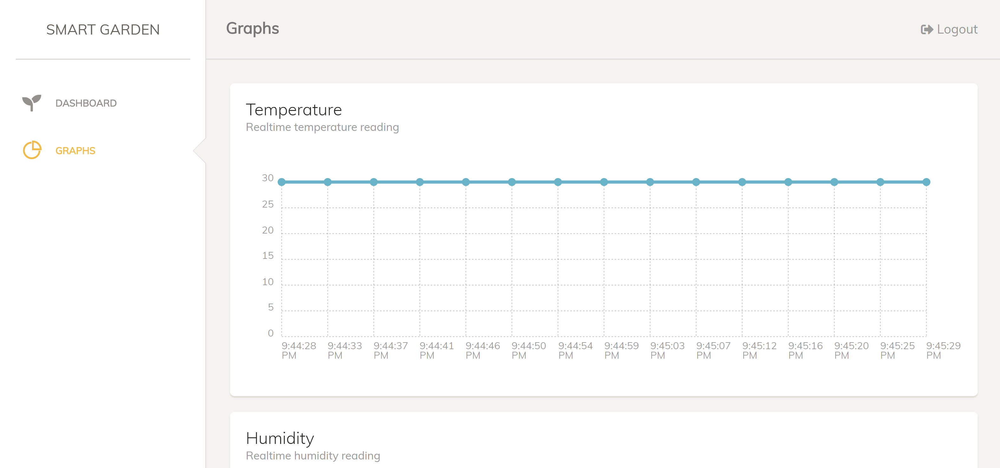 SMART GARDEN
DASHBOARD
GRAPHS
Graphs
Logout
Temperature
Realtime temperature reading
30
25
20
15
10
5
0
9:44:28 PM
9:44:33 PM
9:44:37 PM
9:44:41 PM
9:44:46 PM
9:44:50 PM
9:44:54 PM
9:44:59 PM
9:45:03 PM
9:45:07 PM
9:45:12 PM
9:45:16 PM
9:45:20 PM
9:45:25 PM
9:45:29 PM
Humidity
Realtime humidity reading